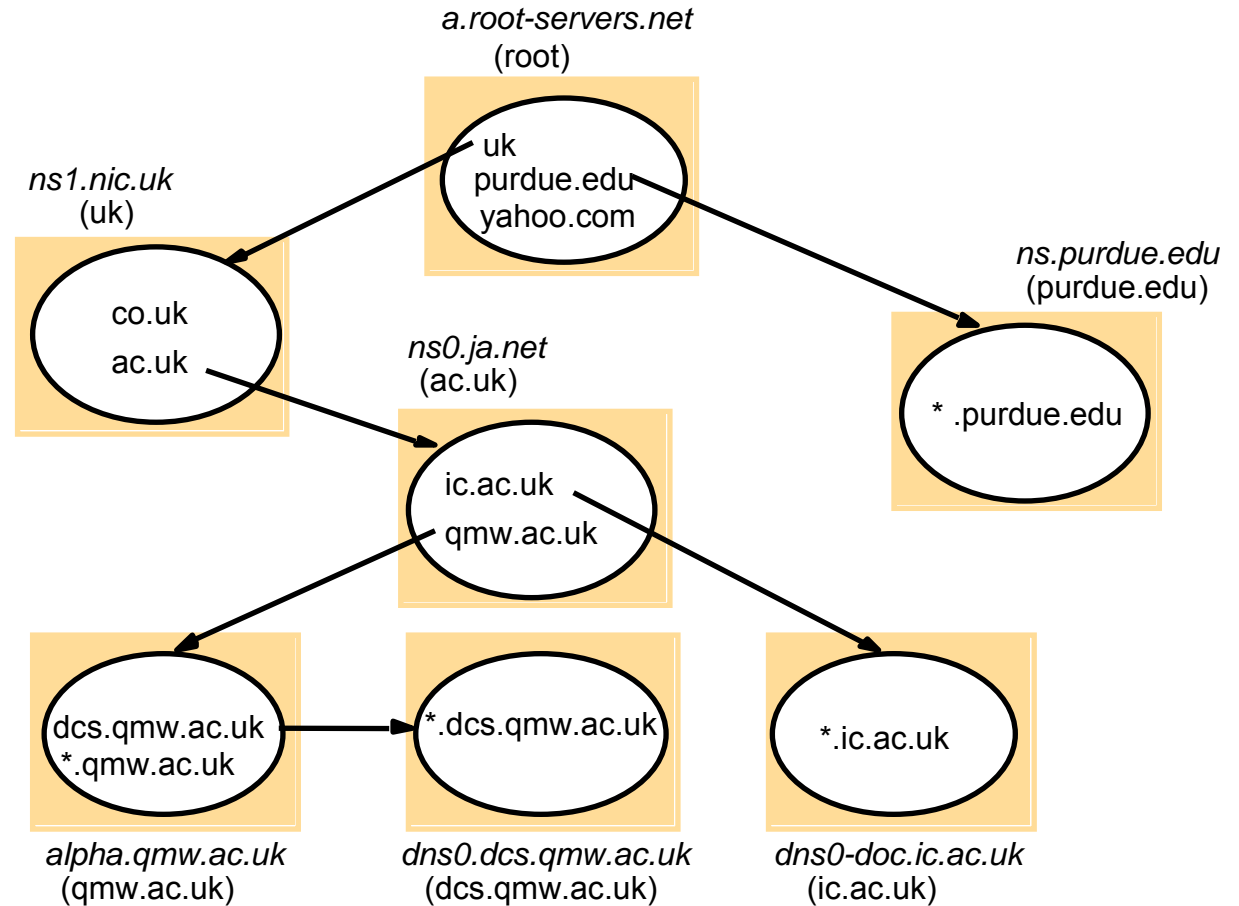 a.root-servers.net
(root)
uk
purdue.edu
yahoo.com
ns1.nic.uk
(uk)
co.uk
ac.uk
ns.purdue.edu
(purdue.edu)
* .purdue.edu
ns0.ja.net
(ac.uk)
ic.ac.uk
qmw.ac.uk
dcs.qmw.ac.uk
*.qmw.ac.uk
*.dcs.qmw.ac.uk
*.ic.ac.uk
alpha.qmw.ac.uk
(qmw.ac.uk)
dns0.dcs.qmw.ac.uk
(dcs.qmw.ac.uk)
dns0-doc.ic.ac.uk
(ic.ac.uk)